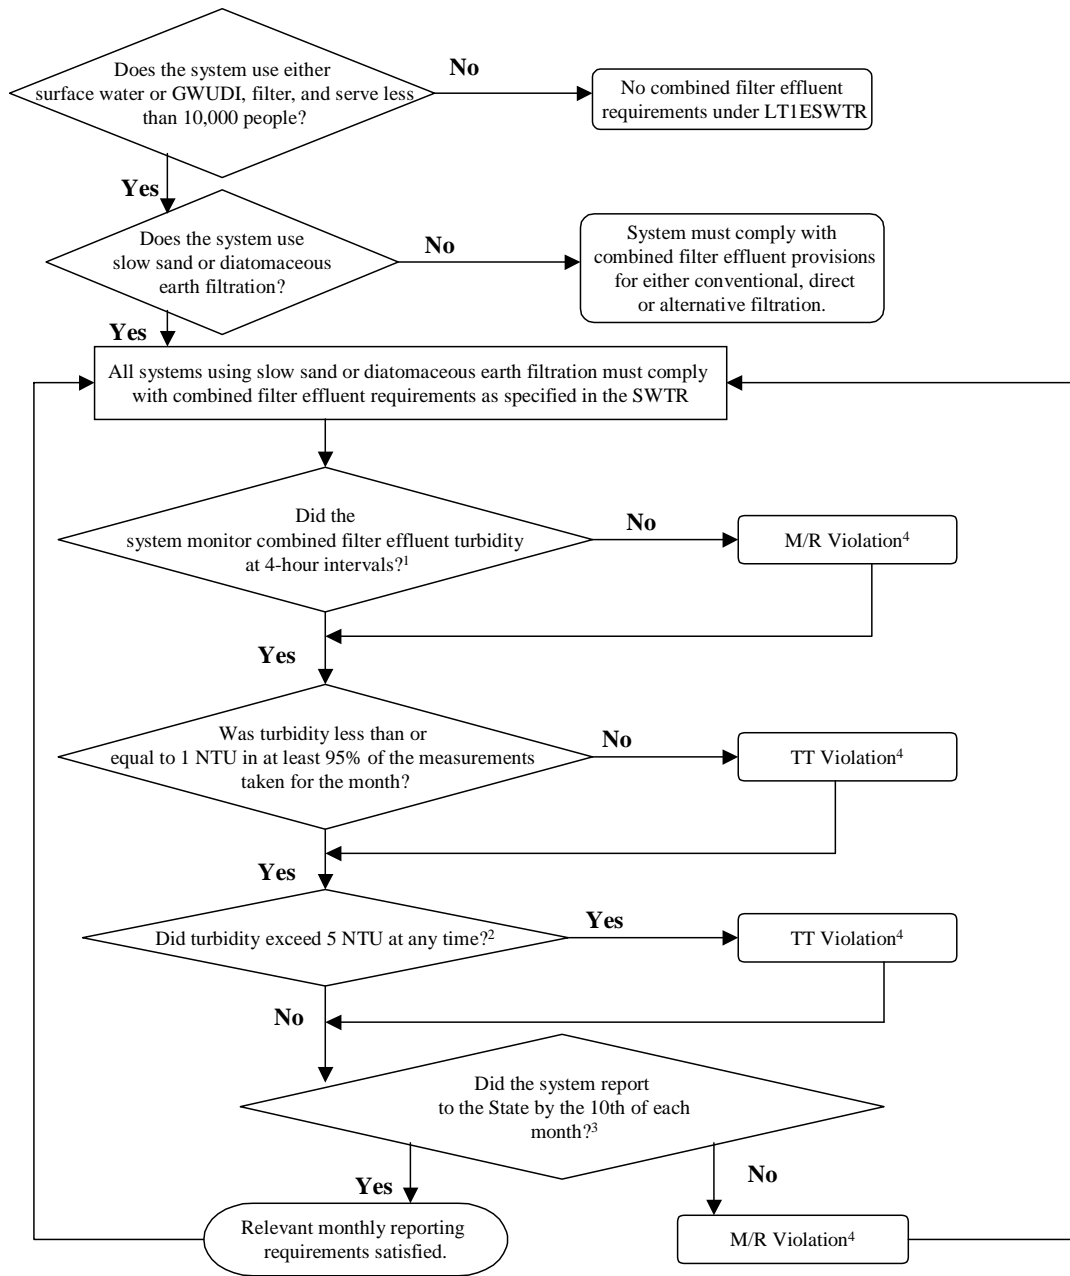 Does the system use either
surface water or GWUDI, filter, and serve less
than 10,000 people?
No
No combined filter effluent
requirements under LT1ESWTR
Yes
Does the system use
slow sand or diatomaceous
earth filtration?
No
System must comply with
combined filter effluent provisions
for either conventional, direct
or alternative filtration.
Yes
All systems using slow sand or diatomaceous earth filtration must comply
with combined filter effluent requirements as specified in the SWTR
Did the
system monitor combined filter effluent turbidity
at 4-hour intervals?¹
No
M/R Violation⁴
Yes
Was turbidity less than or
equal to 1 NTU in at least 95% of the measurements
taken for the month?
No
TT Violation⁴
Yes
Did turbidity exceed 5 NTU at any time?²
Yes
TT Violation⁴
No
Did the system report
to the State by the 10th of each
month?³
Yes
No
Relevant monthly reporting
requirements satisfied.
M/R Violation⁴